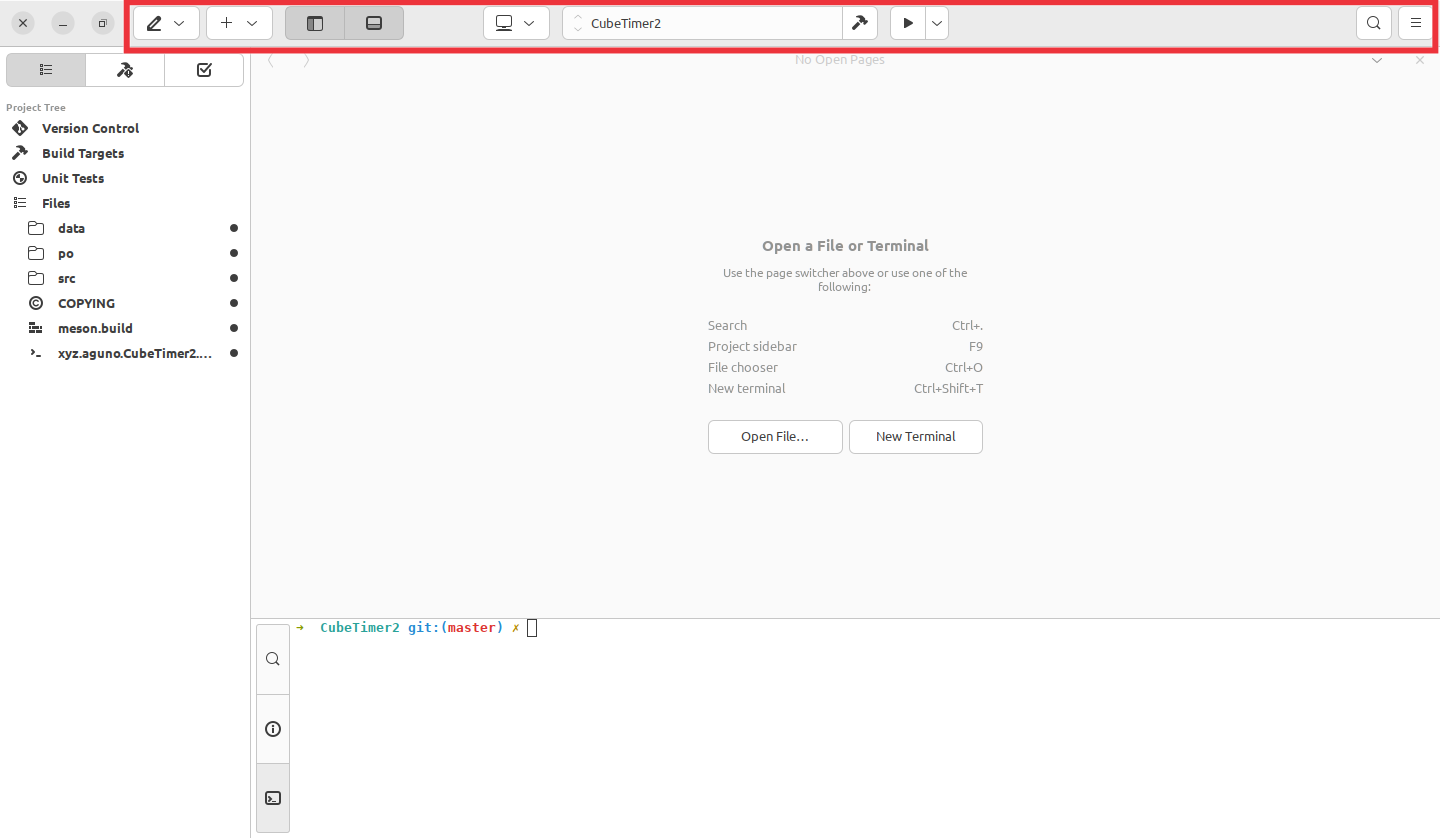 CubeTimer2
No Open Pages
Project Tree
Version Control
Build Targets
Unit Tests
Files
data
po
src
COPYING
meson.build
xyz.aguno.CubeTimer2....
Open a File or Terminal
Use the page switcher above or use one of the
following:
Search Ctrl+.
Project sidebar F9
File chooser Ctrl+O
New terminal Ctrl+Shift+T
Open File... New Terminal
➜ CubeTimer2 git:(master) ✗